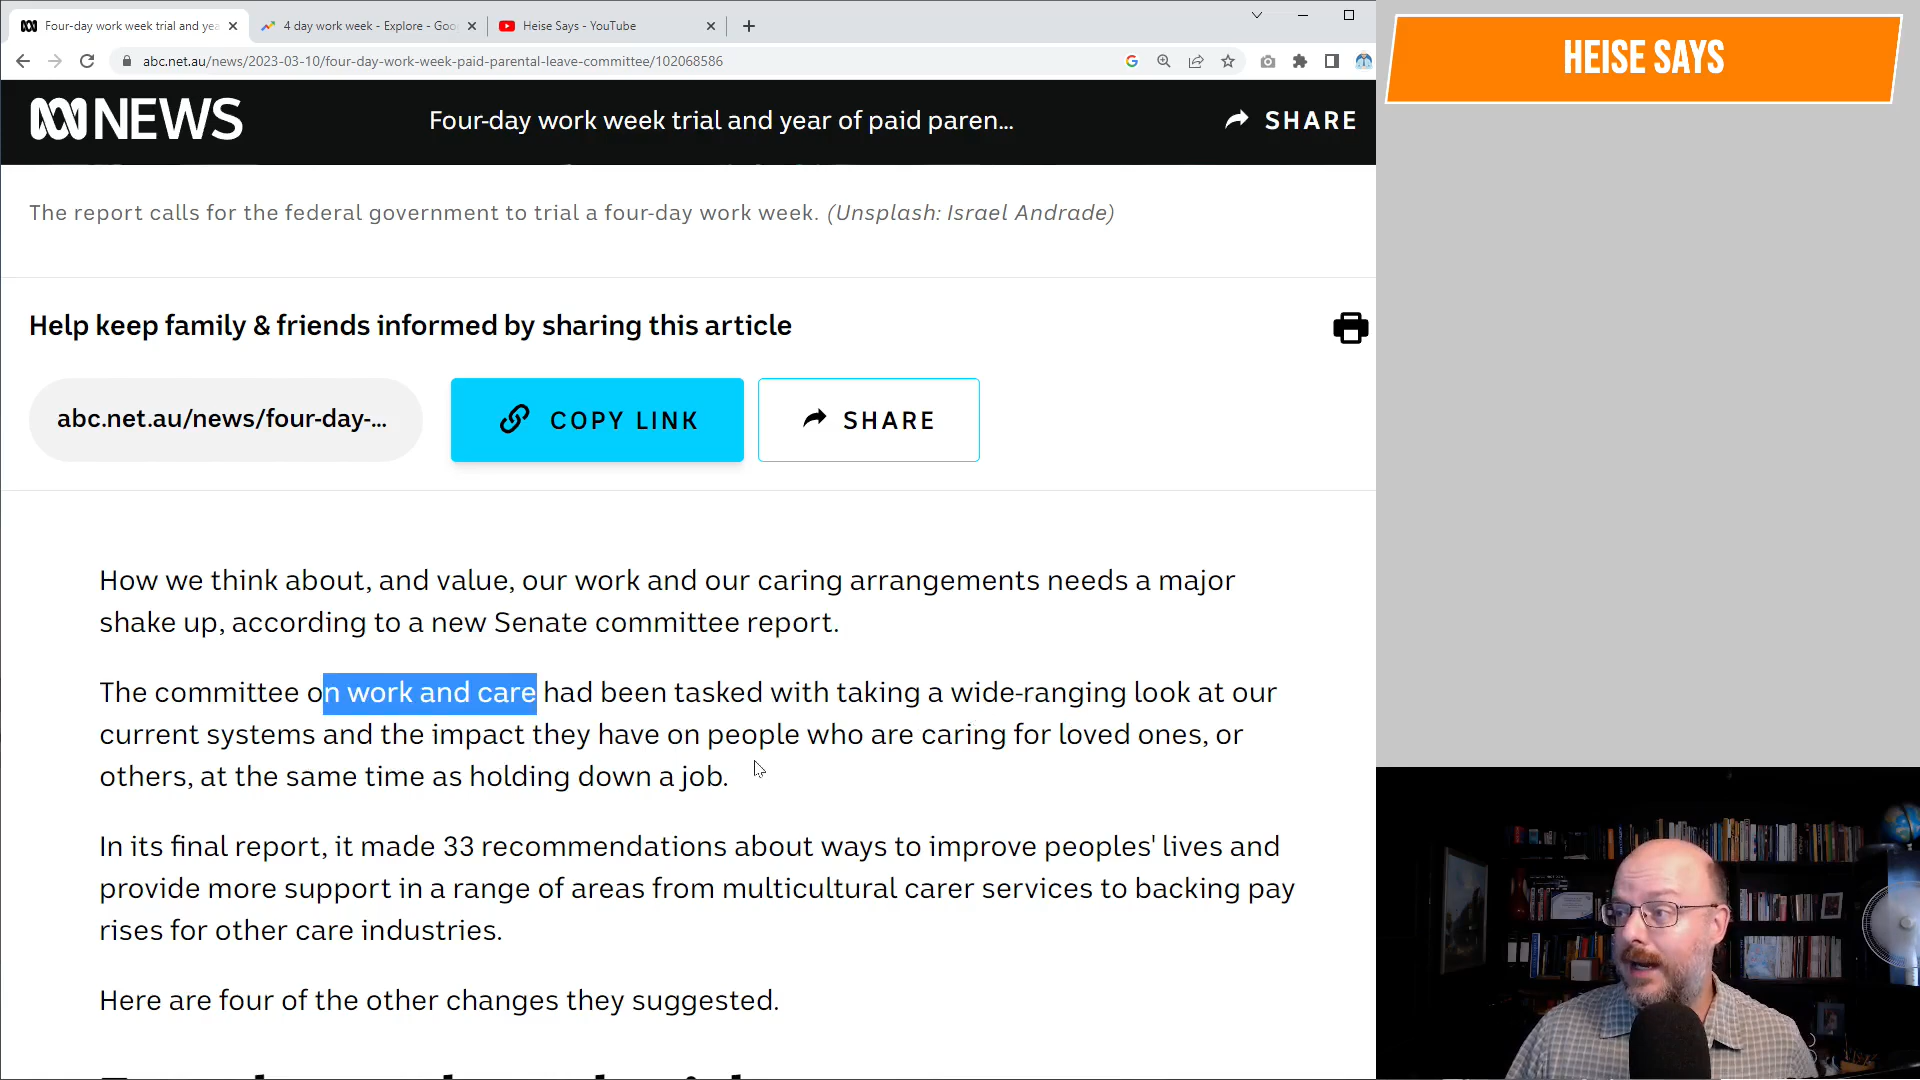 Four-day work week trial and yea
4 day work week - Explore - Goo
Heise Says - YouTube
abc.net.au/news/2023-03-10/four-day-work-week-paid-parental-leave-committee/102068586
HEISE SAYS
NEWS
Four-day work week trial and year of paid paren...
SHARE
The report calls for the federal government to trial a four-day work week. (Unsplash: Israel Andrade)
Help keep family & friends informed by sharing this article
abc.net.au/news/four-day-...
COPY LINK
SHARE
How we think about, and value, our work and our caring arrangements needs a major
shake up, according to a new Senate committee report.
The committee on work and care had been tasked with taking a wide-ranging look at our
current systems and the impact they have on people who are caring for loved ones, or
others, at the same time as holding down a job.
In its final report, it made 33 recommendations about ways to improve peoples' lives and
provide more support in a range of areas from multicultural carer services to backing pay
rises for other care industries.
Here are four of the other changes they suggested.